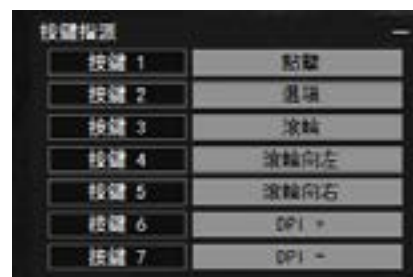 按鍵指派
按鍵 1 點擊
按鍵 2 選項
按鍵 3 滾輪
按鍵 4 滾輪向左
按鍵 5 滾輪向右
按鍵 6 DPI +
按鍵 7 DPI -